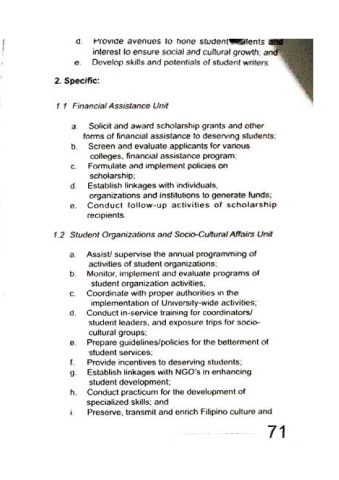 d. Provide avenues to hone student talents and
interest to ensure social and cultural growth; and
e. Develop skills and potentials of student writers.
2. Specific:
1.1 Financial Assistance Unit
a. Solicit and award scholarship grants and other
forms of financial assistance to deserving students;
b. Screen and evaluate applicants for various
colleges, financial assistance program;
c. Formulate and implement policies on
scholarship;
d. Establish linkages with individuals,
organizations and institutions to generate funds;
e. Conduct follow-up activities of scholarship
recipients.
1.2 Student Organizations and Socio-Cultural Affairs Unit
a. Assist/ supervise the annual programming of
activities of student organizations;
b. Monitor, implement and evaluate programs of
student organization activities;
c. Coordinate with proper authorities in the
implementation of University-wide activities;
d. Conduct in-service training for coordinators/
student leaders, and exposure trips for socio-
cultural groups;
e. Prepare guidelines/policies for the betterment of
student services;
f. Provide incentives to deserving students;
g. Establish linkages with NGO's in enhancing
student development;
h. Conduct practicum for the development of
specialized skills; and
i. Preserve, transmit and enrich Filipino culture and
71